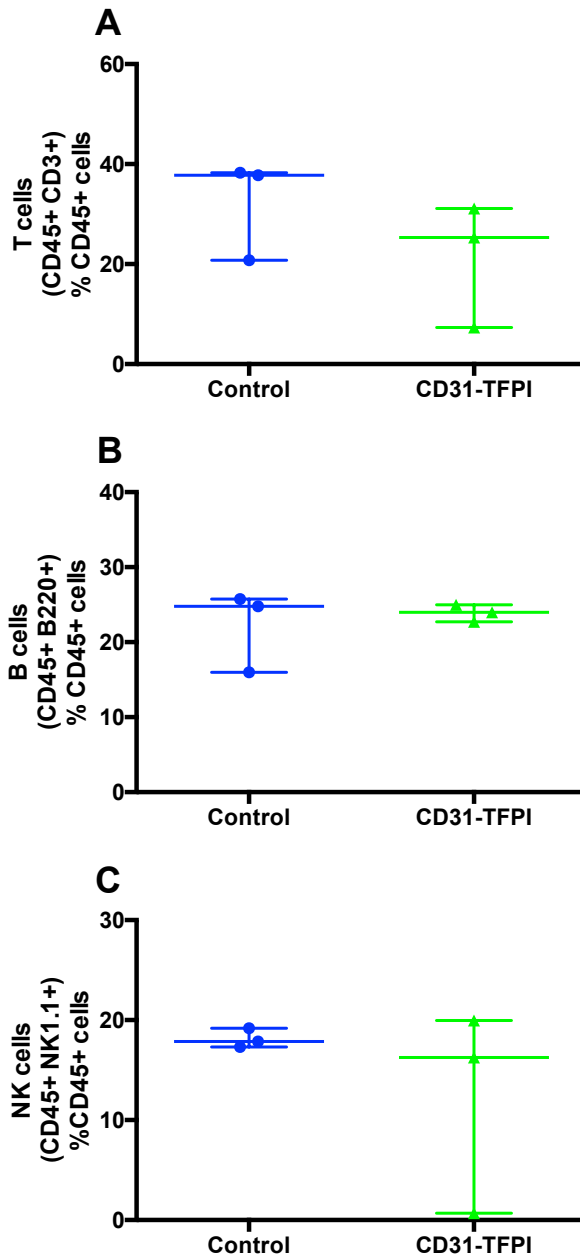 A
60
40
20
0
T cells
(CD45+ CD3+)
% CD45+ cells
Control
CD31-TFPI
B
40
30
20
10
0
B cells
(CD45+ B220+)
% CD45+ cells
Control
CD31-TFPI
C
30
20
10
0
NK cells
(CD45+ NK1.1+)
%CD45+ cells
Control
CD31-TFPI